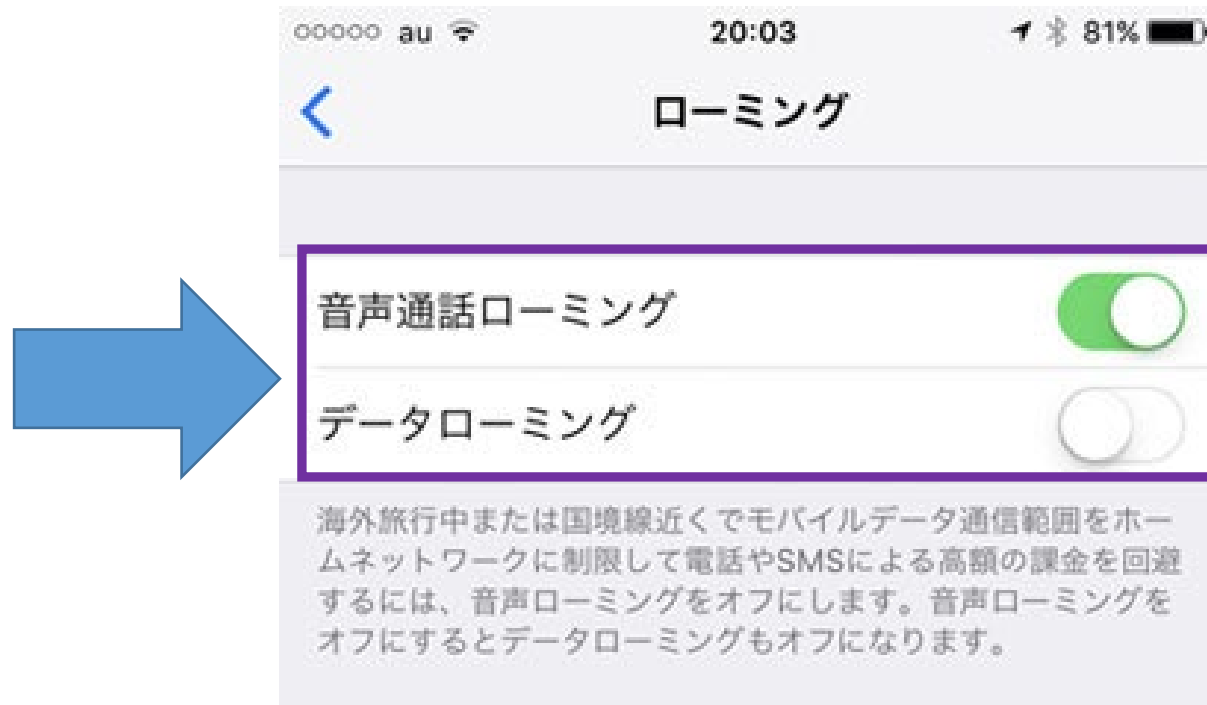 au 20:03 81%
ローミング
音声通話ローミング
データローミング
海外旅行中または国境線近くでモバイルデータ通信範囲をホー
ムネットワークに制限して電話やSMSによる高額の課金を回避
するには、音声ローミングをオフにします。音声ローミングを
オフにするとデータローミングもオフになります。